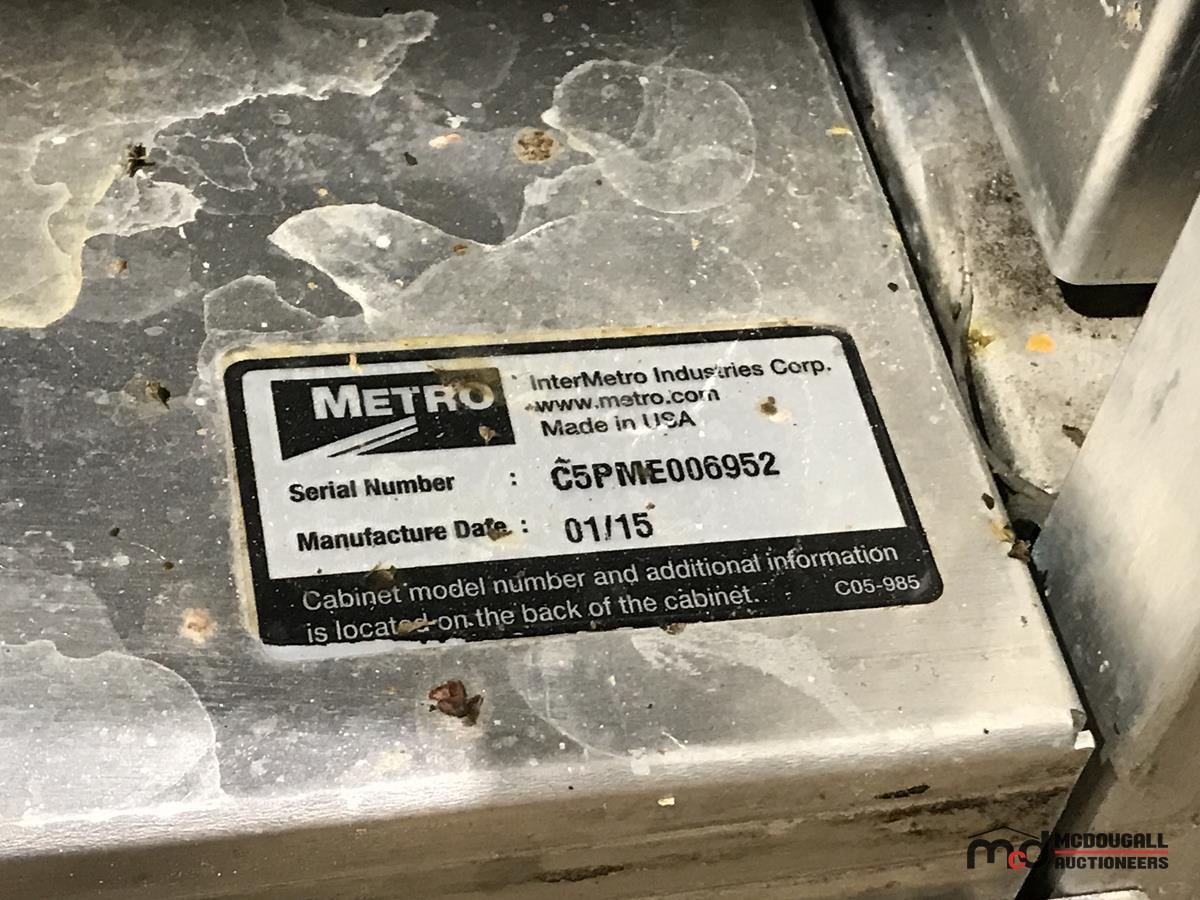 METRO
InterMetro Industries Corp.
www.metro.com
Made in USA
Serial Number : C5PME006952
Manufacture Date : 01/15
Cabinet model number and additional information
is located on the back of the cabinet.
C05-985
mcd MCDOUGALL
AUCTIONEERS